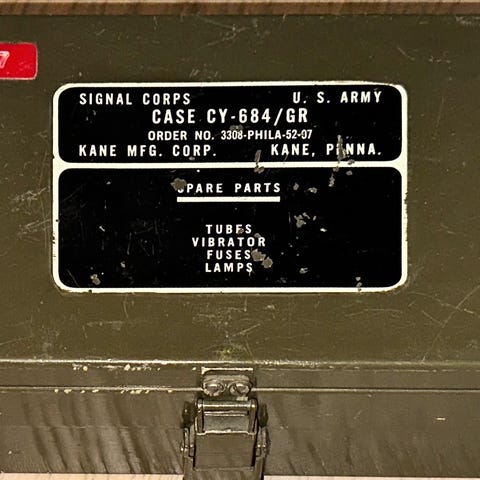 7
SIGNAL CORPS U. S. ARMY
CASE CY-684/GR
ORDER NO. 3308-PHILA-52-07
KANE MFG. CORP. KANE, PENNA.
SPARE PARTS
TUBES
VIBRATOR
FUSES
LAMPS